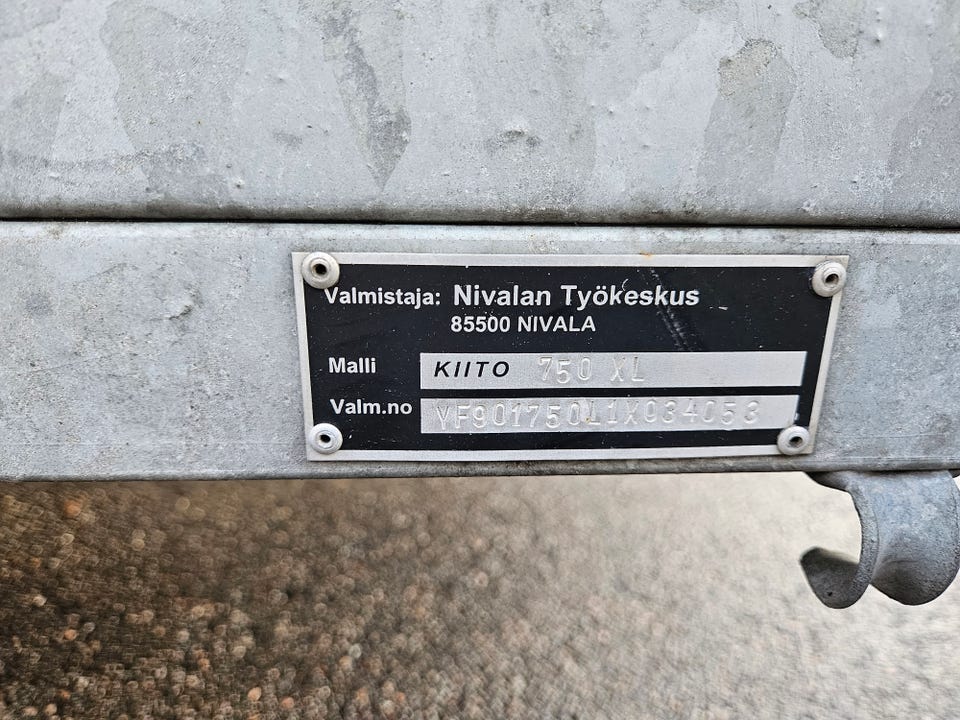 Valmistaja: Nivalan Työkeskus
85500 NIVALA
Malli KIITO 750 XL
Valm.no YF901750L1X034053